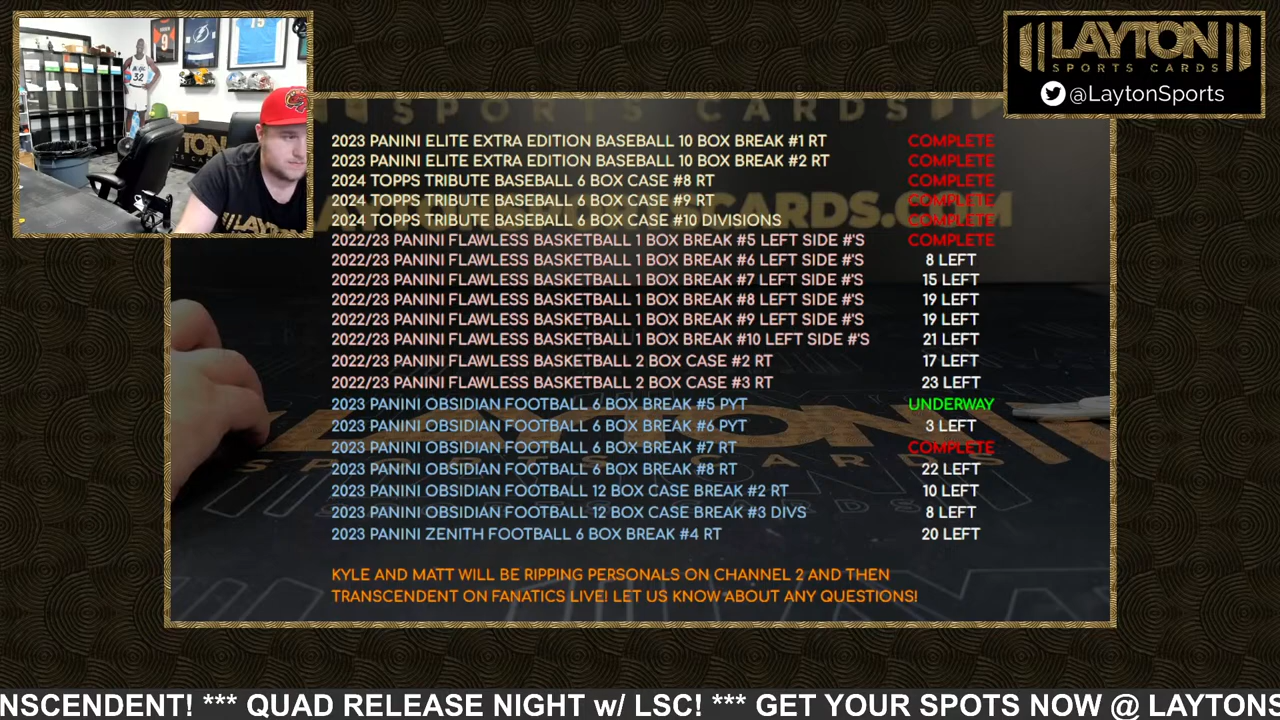 LAYTON
SPORTS CARDS
@LaytonSports
SPORTS CARDS
2023 PANINI ELITE EXTRA EDITION BASEBALL 10 BOX BREAK #1 RT COMPLETE
2023 PANINI ELITE EXTRA EDITION BASEBALL 10 BOX BREAK #2 RT COMPLETE
2024 TOPPS TRIBUTE BASEBALL 6 BOX CASE #8 RT COMPLETE
2024 TOPPS TRIBUTE BASEBALL 6 BOX CASE #9 RT COMPLETE
2024 TOPPS TRIBUTE BASEBALL 6 BOX CASE #10 DIVISIONS COMPLETE
2022/23 PANINI FLAWLESS BASKETBALL 1 BOX BREAK #5 LEFT SIDE #'S COMPLETE
2022/23 PANINI FLAWLESS BASKETBALL 1 BOX BREAK #6 LEFT SIDE #'S 8 LEFT
2022/23 PANINI FLAWLESS BASKETBALL 1 BOX BREAK #7 LEFT SIDE #'S 15 LEFT
2022/23 PANINI FLAWLESS BASKETBALL 1 BOX BREAK #8 LEFT SIDE #'S 19 LEFT
2022/23 PANINI FLAWLESS BASKETBALL 1 BOX BREAK #9 LEFT SIDE #'S 19 LEFT
2022/23 PANINI FLAWLESS BASKETBALL 1 BOX BREAK #10 LEFT SIDE #'S 21 LEFT
2022/23 PANINI FLAWLESS BASKETBALL 2 BOX CASE #2 RT 17 LEFT
2022/23 PANINI FLAWLESS BASKETBALL 2 BOX CASE #3 RT 23 LEFT
2023 PANINI OBSIDIAN FOOTBALL 6 BOX BREAK #5 PYT UNDERWAY
2023 PANINI OBSIDIAN FOOTBALL 6 BOX BREAK #6 PYT 3 LEFT
2023 PANINI OBSIDIAN FOOTBALL 6 BOX BREAK #7 RT COMPLETE
2023 PANINI OBSIDIAN FOOTBALL 6 BOX BREAK #8 RT 22 LEFT
2023 PANINI OBSIDIAN FOOTBALL 12 BOX CASE BREAK #2 RT 10 LEFT
2023 PANINI OBSIDIAN FOOTBALL 12 BOX CASE BREAK #3 DIVS 8 LEFT
2023 PANINI ZENITH FOOTBALL 6 BOX BREAK #4 RT 20 LEFT
KYLE AND MATT WILL BE RIPPING PERSONALS ON CHANNEL 2 AND THEN
TRANSCENDENT ON FANATICS LIVE! LET US KNOW ABOUT ANY QUESTIONS!
NSCENDENT! *** QUAD RELEASE NIGHT w/ LSC! *** GET YOUR SPOTS NOW @ LAYTONS